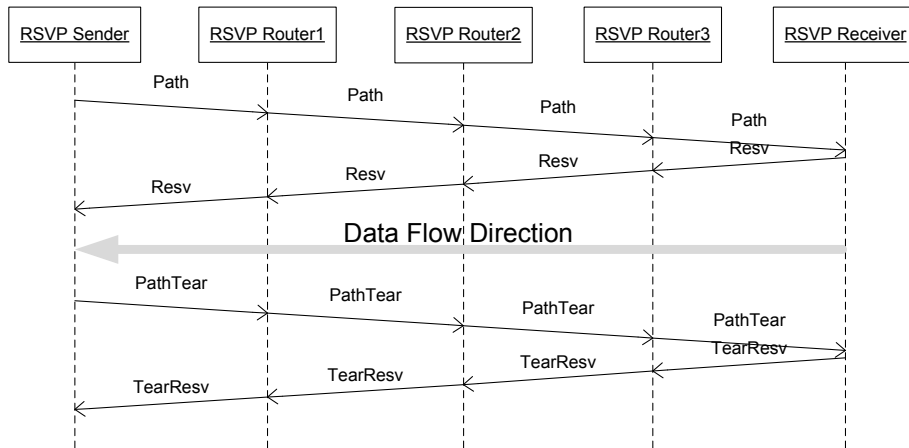 RSVP Sender
RSVP Router1
RSVP Router2
RSVP Router3
RSVP Receiver
Path
Path
Path
Path
Resv
Resv
Resv
Resv
Data Flow Direction
PathTear
PathTear
PathTear
PathTear
TearResv
TearResv
TearResv
TearResv